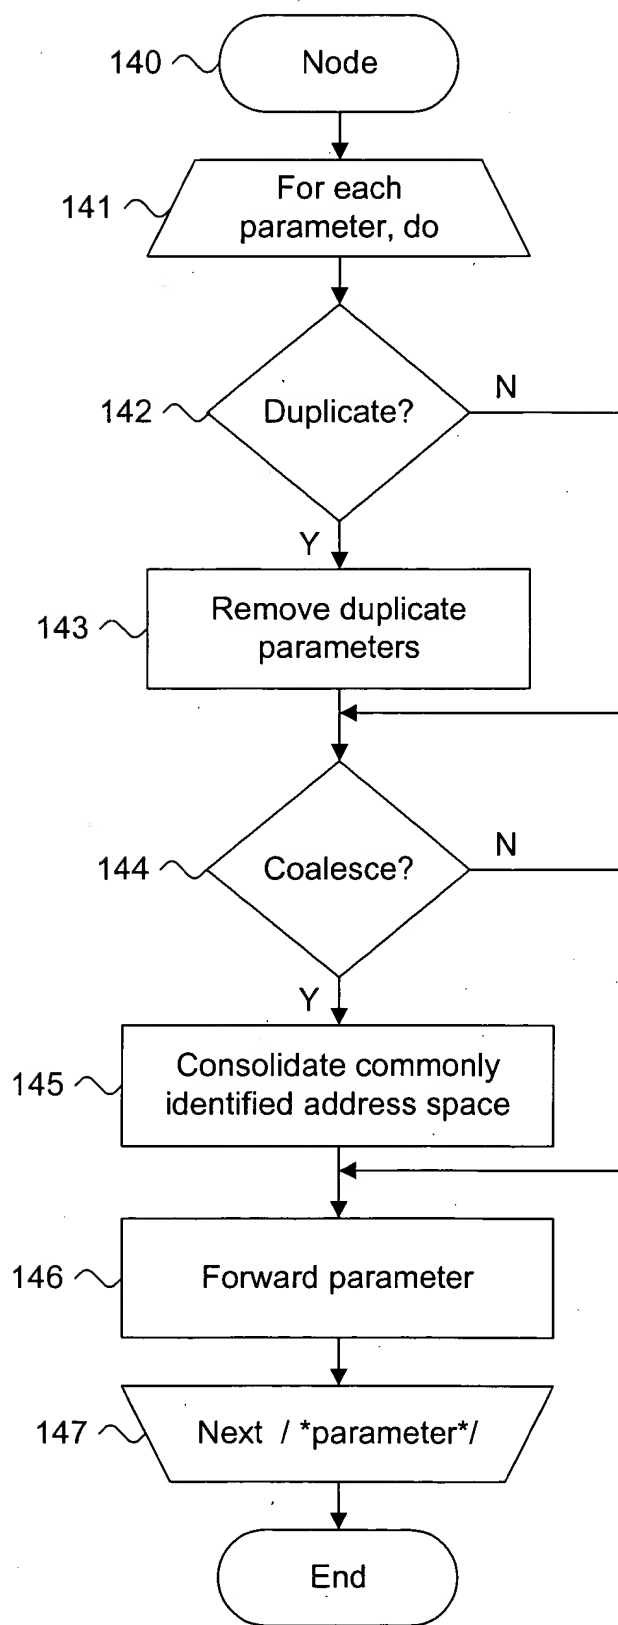 140 Node
141 For each
parameter, do
142 Duplicate? N
Y
143 Remove duplicate
parameters
144 Coalesce? N
Y
145 Consolidate commonly
identified address space
146 Forward parameter
147 Next / *parameter*/
End